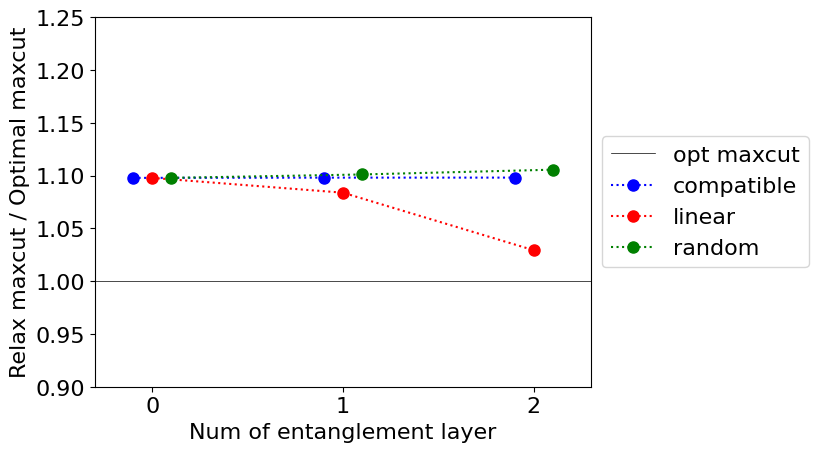 Relax maxcut / Optimal maxcut
1.25
1.20
1.15
1.10
1.05
1.00
0.95
0.90
0
1
2
Num of entanglement layer
opt maxcut
compatible
linear
random